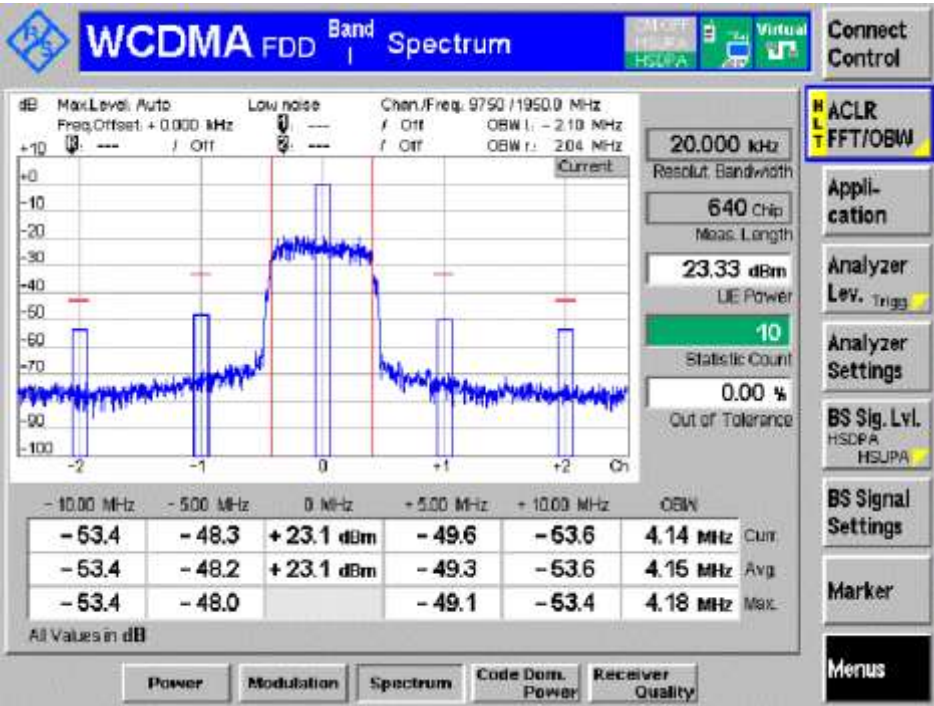 WCDMA FDD Band I Spectrum
Virtual
HSDPA
Connect
Control
dB Max.Level: Auto Low noise Chan./Freq.: 9750 / 1950.0 MHz
Freq.Offset: + 0.000 kHz 1: --- / Off OBW l.: – 2.10 MHz
R: --- / Off 2: --- / Off OBW r.: 2.04 MHz
Current
+10
+0
-10
-20
-30
-40
-50
-60
-70
-90
-100
-2 -1 0 +1 +2 Ch
20.000 kHz
Resolut. Bandwidth
640 Chip
Meas. Length
23.33 dBm
UE Power
10
Statistic Count
0.00 %
Out of Tolerance
– 10.00 MHz – 5.00 MHz 0 MHz + 5.00 MHz + 10.00 MHz OBW
– 53.4 – 48.3 + 23.1 dBm – 49.6 – 53.6 4.14 MHz Curr.
– 53.4 – 48.2 + 23.1 dBm – 49.3 – 53.6 4.15 MHz Avg.
– 53.4 – 48.0 – 49.1 – 53.4 4.18 MHz Max.
All Values in dB
HLT
ACLR
FFT/OBW
Appli-
cation
Analyzer
Lev. Trigg.
Analyzer
Settings
BS Sig. Lvl.
HSDPA
HSUPA
BS Signal
Settings
Marker
Menus
Power
Modulation
Spectrum
Code Dom.
Power
Receiver
Quality